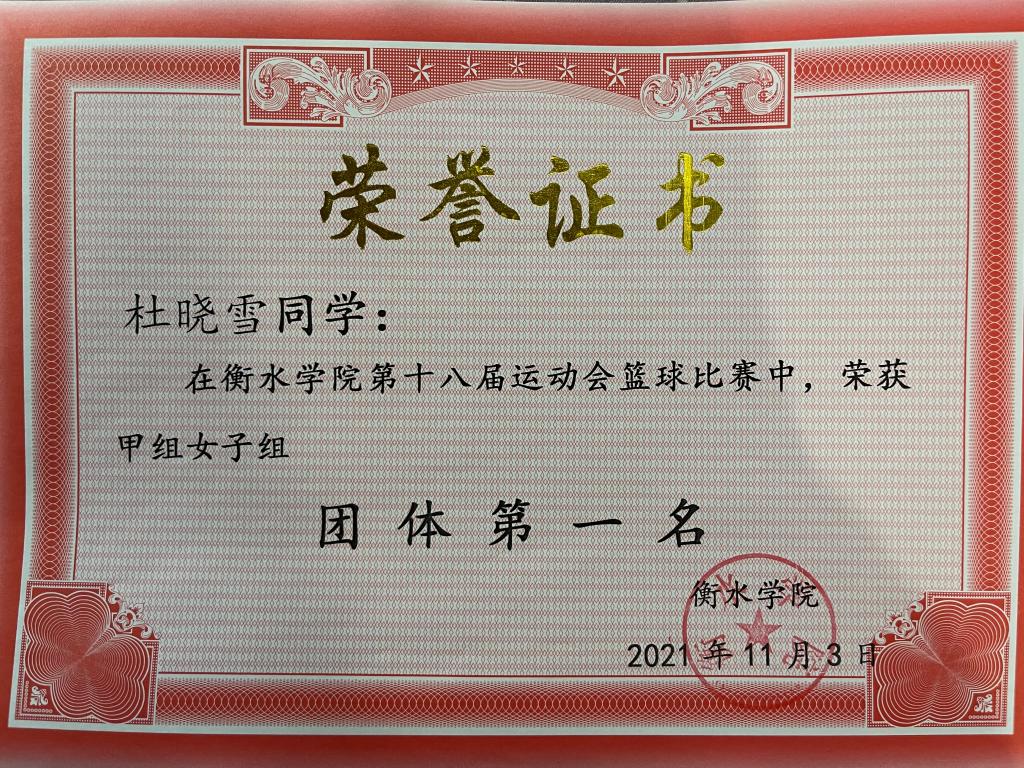 荣誉证书
杜晓雪同学：
在衡水学院第十八届运动会篮球比赛中，荣获
甲组女子组
团体第一名
衡水学院
2021年11月3日